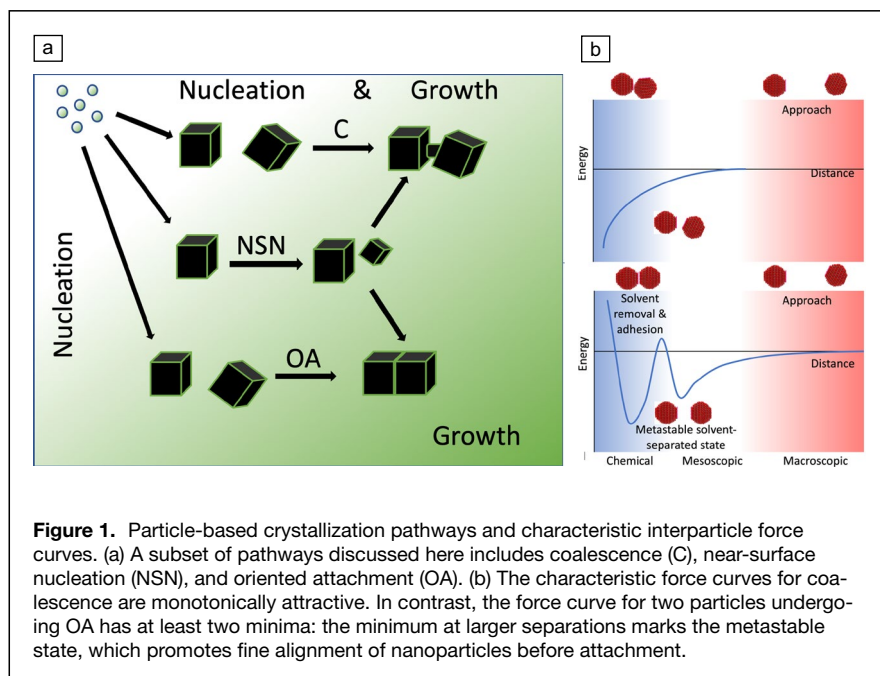 a
Nucleation & Growth
C
NSN
OA
Nucleation
Growth
b
Approach
Energy
Distance
Solvent
removal &
adhesion
Approach
Energy
Distance
Metastable solvent-
separated state
Chemical Mesoscopic Macroscopic
Figure 1. Particle-based crystallization pathways and characteristic interparticle force
curves. (a) A subset of pathways discussed here includes coalescence (C), near-surface
nucleation (NSN), and oriented attachment (OA). (b) The characteristic force curves for coa-
lescence are monotonically attractive. In contrast, the force curve for two particles undergo-
ing OA has at least two minima: the minimum at larger separations marks the metastable
state, which promotes fine alignment of nanoparticles before attachment.